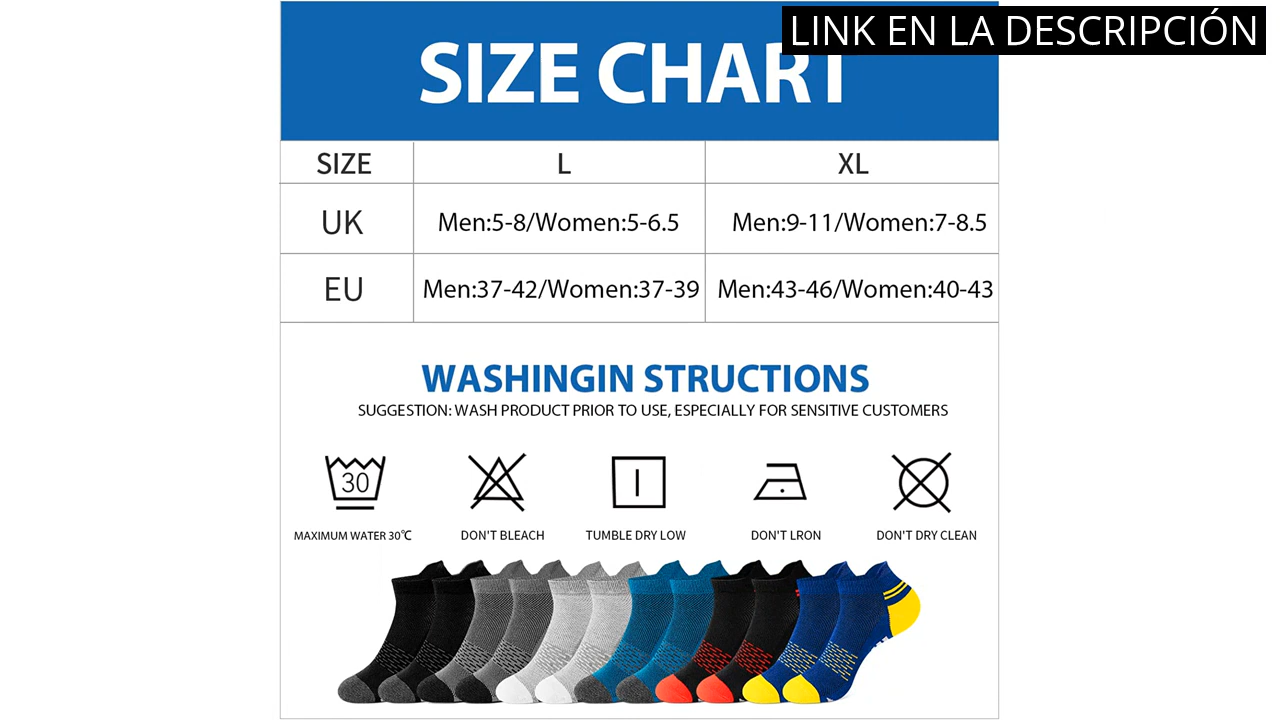 LINK EN LA DESCRIPCIÓN
SIZE CHART
SIZE L XL
UK Men:5-8/Women:5-6.5 Men:9-11/Women:7-8.5
EU Men:37-42/Women:37-39 Men:43-46/Women:40-43
WASHINGIN STRUCTIONS
SUGGESTION: WASH PRODUCT PRIOR TO USE, ESPECIALLY FOR SENSITIVE CUSTOMERS
30
MAXIMUM WATER 30℃ DON'T BLEACH TUMBLE DRY LOW DON'T LRON DON'T DRY CLEAN